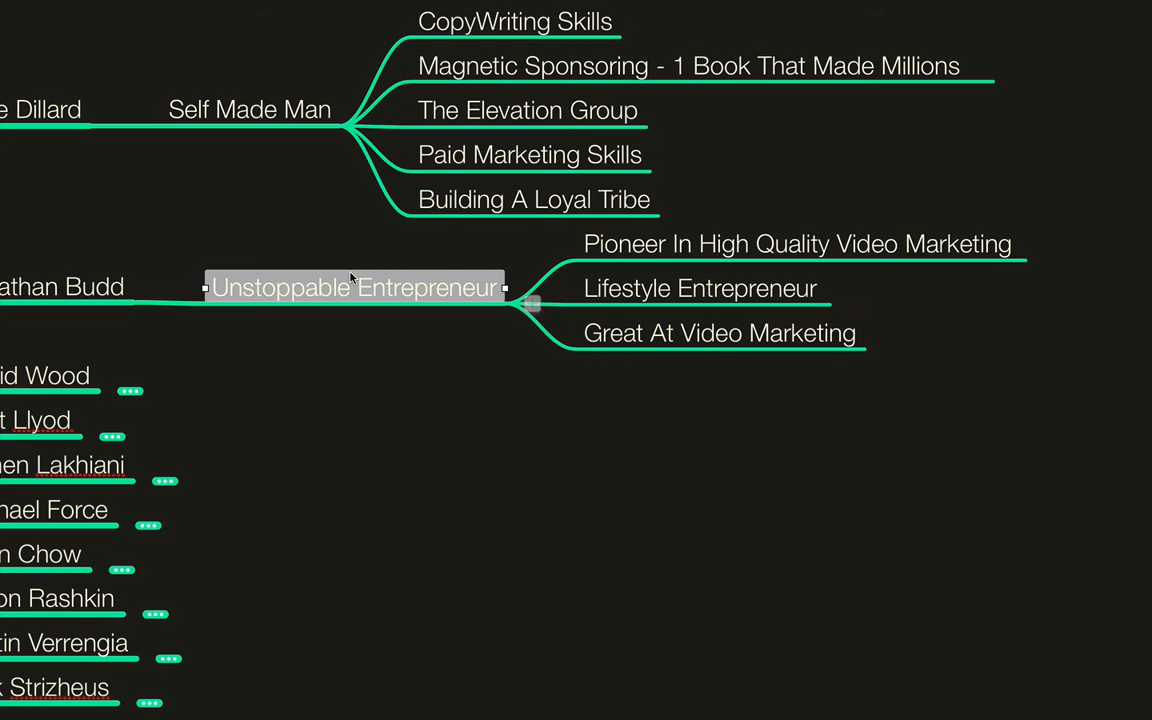 CopyWriting Skills
Magnetic Sponsoring - 1 Book That Made Millions
e Dillard
Self Made Man
The Elevation Group
Paid Marketing Skills
Building A Loyal Tribe
Pioneer In High Quality Video Marketing
athan Budd
Unstoppable Entrepreneur
Lifestyle Entrepreneur
Great At Video Marketing
id Wood
t Llyod
en Lakhiani
hael Force
n Chow
on Rashkin
tin Verrengia
k Strizheus